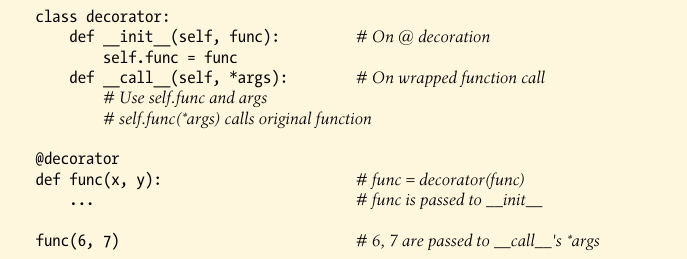 class decorator:
    def __init__(self, func):                # On @ decoration
        self.func = func
    def __call__(self, *args):               # On wrapped function call
        # Use self.func and args
        # self.func(*args) calls original function

@decorator
def func(x, y):                              # func = decorator(func)
    ...                                      # func is passed to __init__

func(6, 7)                                   # 6, 7 are passed to __call__'s *args